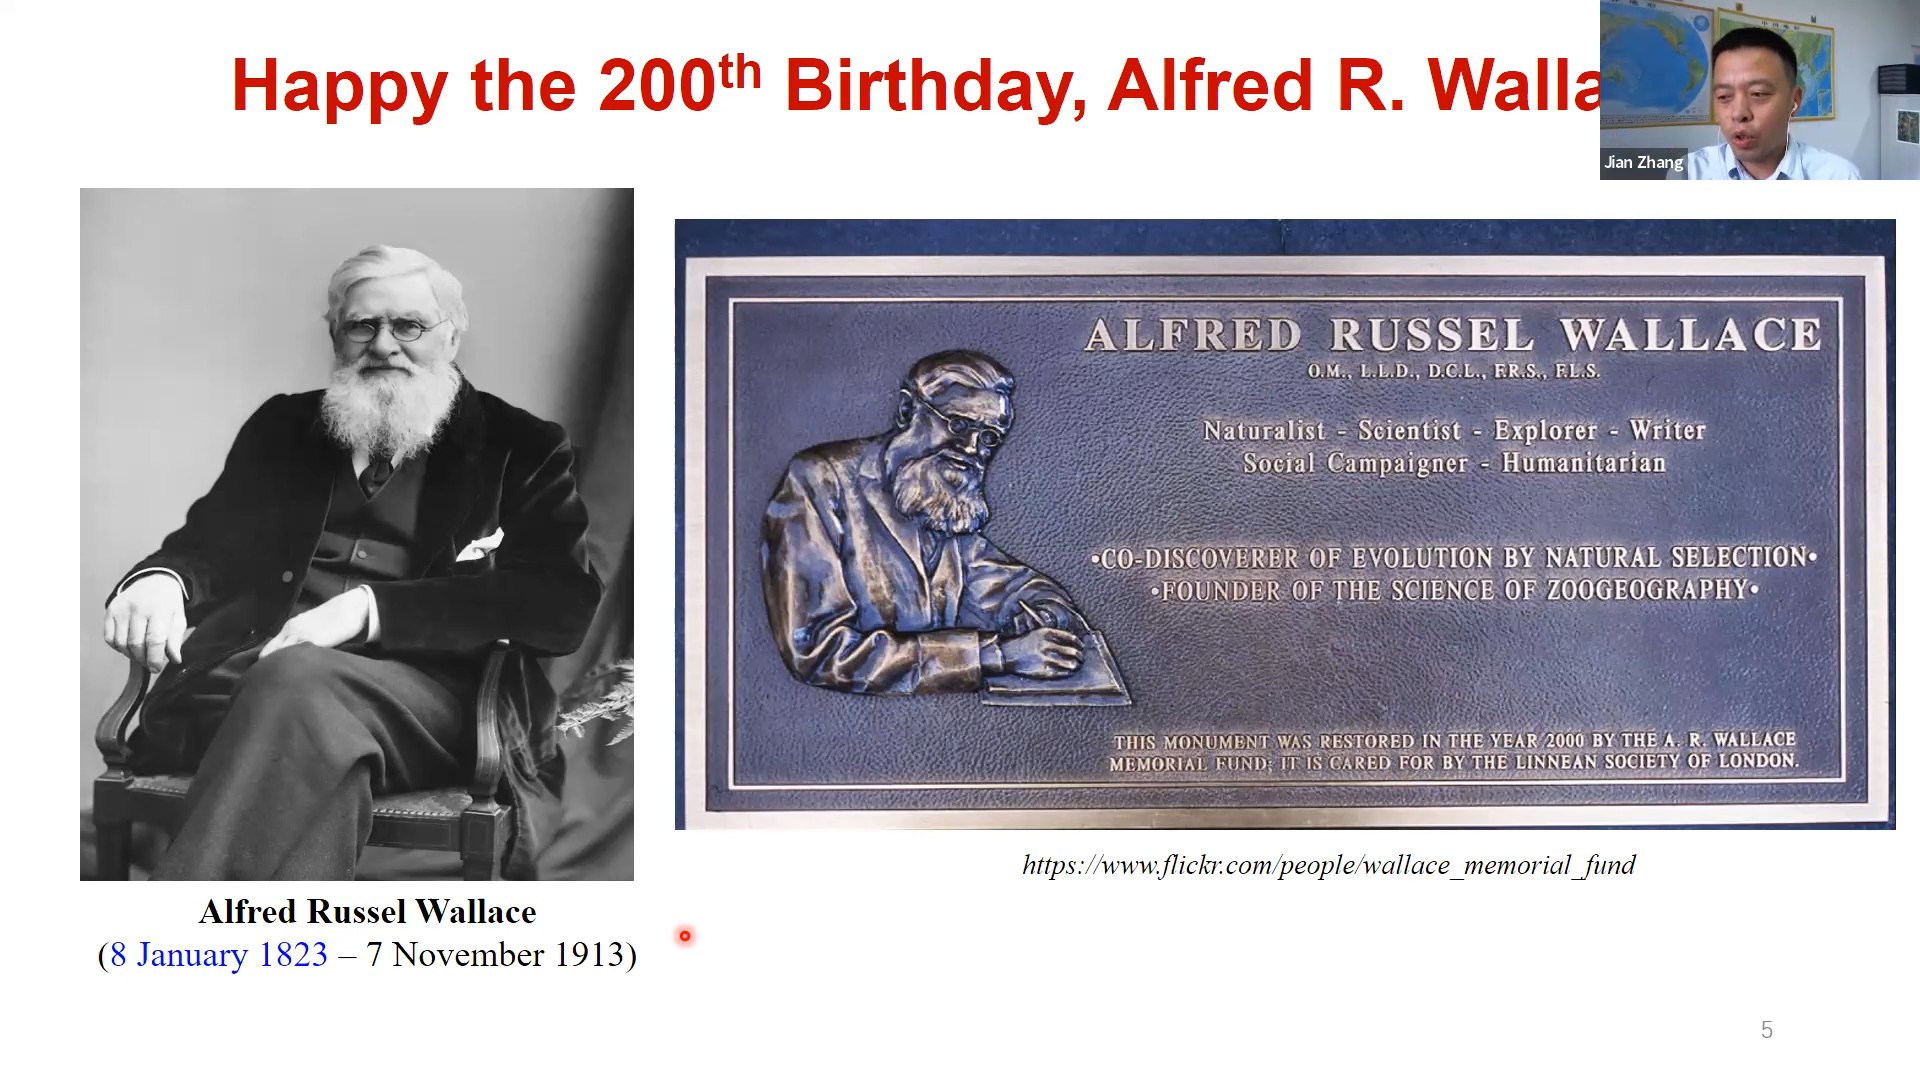 Happy the 200th Birthday, Alfred R. Walla
Jian Zhang
ALFRED RUSSEL WALLACE
O.M., L.L.D., D.C.L., F.R.S., F.L.S.
Naturalist - Scientist - Explorer - Writer
Social Campaigner - Humanitarian
•CO-DISCOVERER OF EVOLUTION BY NATURAL SELECTION•
•FOUNDER OF THE SCIENCE OF ZOOGEOGRAPHY•
THIS MONUMENT WAS RESTORED IN THE YEAR 2000 BY THE A. R. WALLACE
MEMORIAL FUND; IT IS CARED FOR BY THE LINNEAN SOCIETY OF LONDON.
https://www.flickr.com/people/wallace_memorial_fund
Alfred Russel Wallace
(8 January 1823 – 7 November 1913)
5